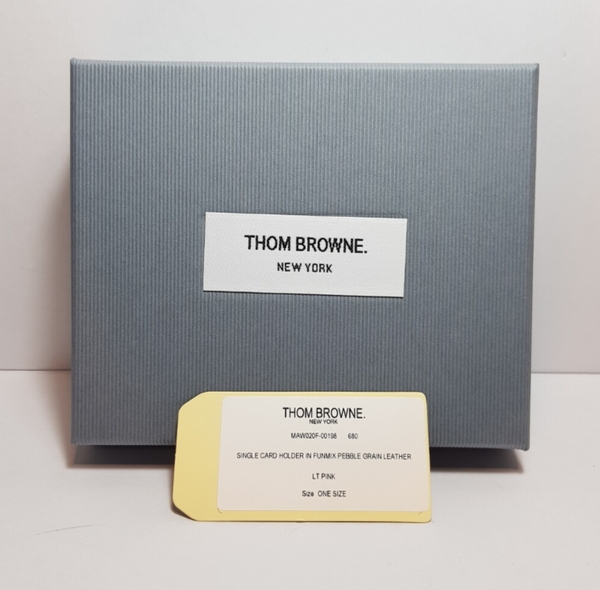 THOM BROWNE.
NEW YORK
THOM BROWNE.
NEW YORK
MAW020F-00198 680
SINGLE CARD HOLDER IN FUNMIX PEBBLE GRAIN LEATHER
LT PINK
Size ONE SIZE